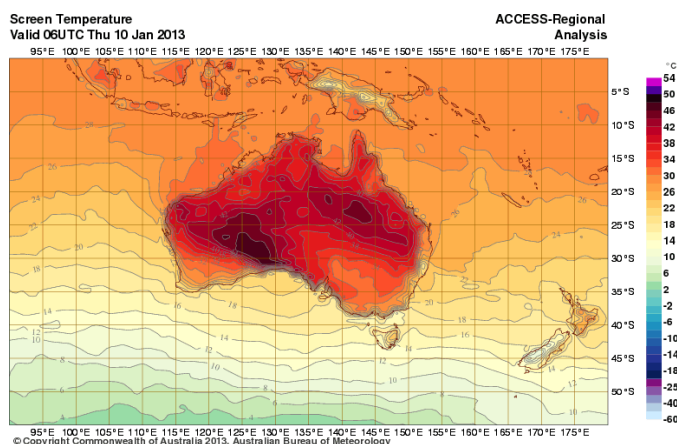 Screen Temperature
ACCESS-Regional
Valid 06UTC Thu 10 Jan 2013
Analysis
95°E 100°E 105°E 110°E 115°E 120°E 125°E 130°E 135°E 140°E 145°E 150°E 155°E 160°E 165°E 170°E 175°E
°C
54
50
46
42
38
34
30
26
22
18
14
10
6
2
-2
-6
-10
-14
-18
-21
-25
-30
-40
-60
5°S
10°S
15°S
20°S
25°S
30°S
35°S
40°S
45°S
50°S
95°E 100°E 105°E 110°E 115°E 120°E 125°E 130°E 135°E 140°E 145°E 150°E 155°E 160°E 165°E 170°E 175°E
© Copyright Commonwealth of Australia 2013, Australian Bureau of Meteorology